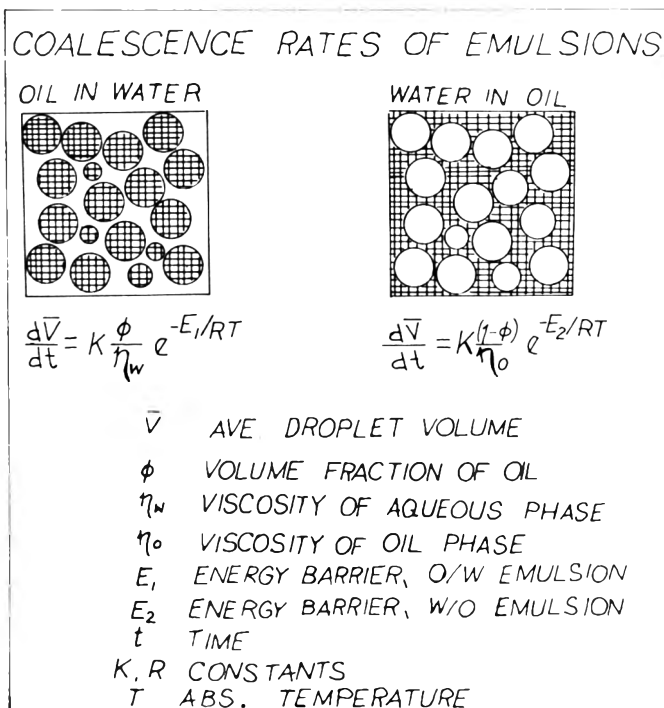 COALESCENCE RATES OF EMULSIONS
OIL IN WATER
WATER IN OIL
dV̅/dt = K ϕ/η_w e^-E₁/RT
dV̅/dt = K (1-ϕ)/η_o e^-E₂/RT
V̅ AVE. DROPLET VOLUME
ϕ VOLUME FRACTION OF OIL
η_w VISCOSITY OF AQUEOUS PHASE
η_o VISCOSITY OF OIL PHASE
E₁ ENERGY BARRIER, O/W EMULSION
E₂ ENERGY BARRIER, W/O EMULSION
t TIME
K, R CONSTANTS
T ABS. TEMPERATURE